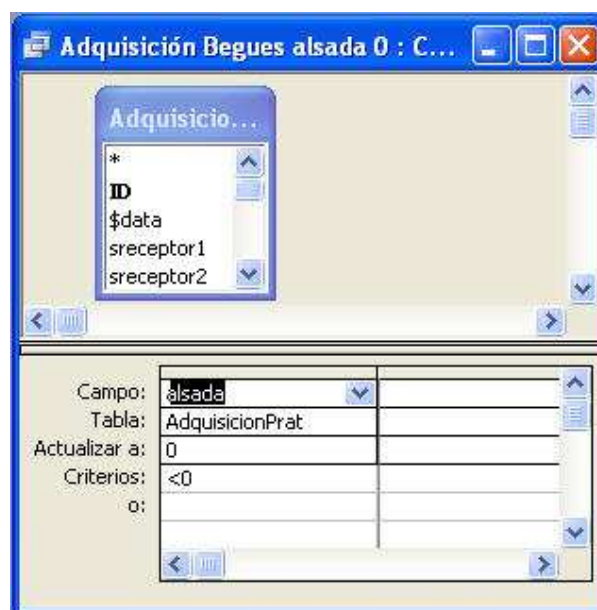 Adquisición Begues alsada 0 : C...
Adquisicio...
*
ID
$data
sreceptor1
sreceptor2
Campo: alsada
Tabla: AdquisicionPrat
Actualizar a: 0
Criterios: <0
o: